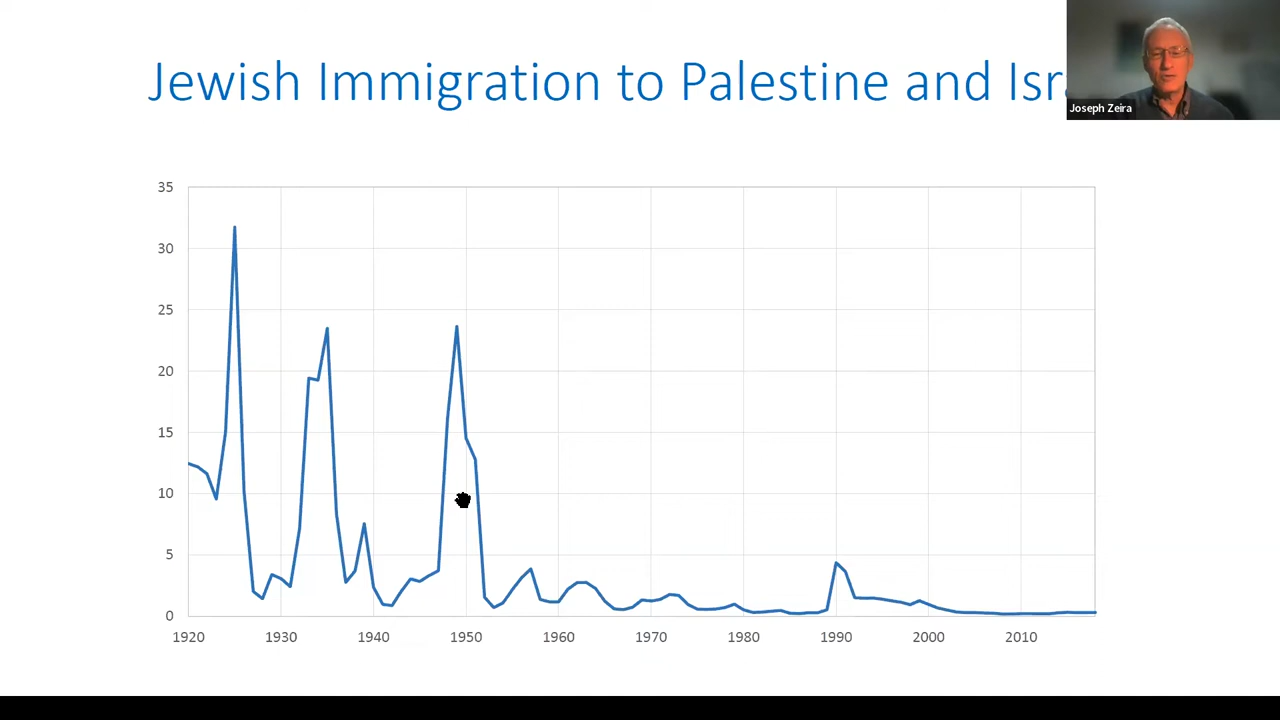 Jewish Immigration to Palestine and Isr
Joseph Zeira
35
30
25
20
15
10
5
0
1920 1930 1940 1950 1960 1970 1980 1990 2000 2010